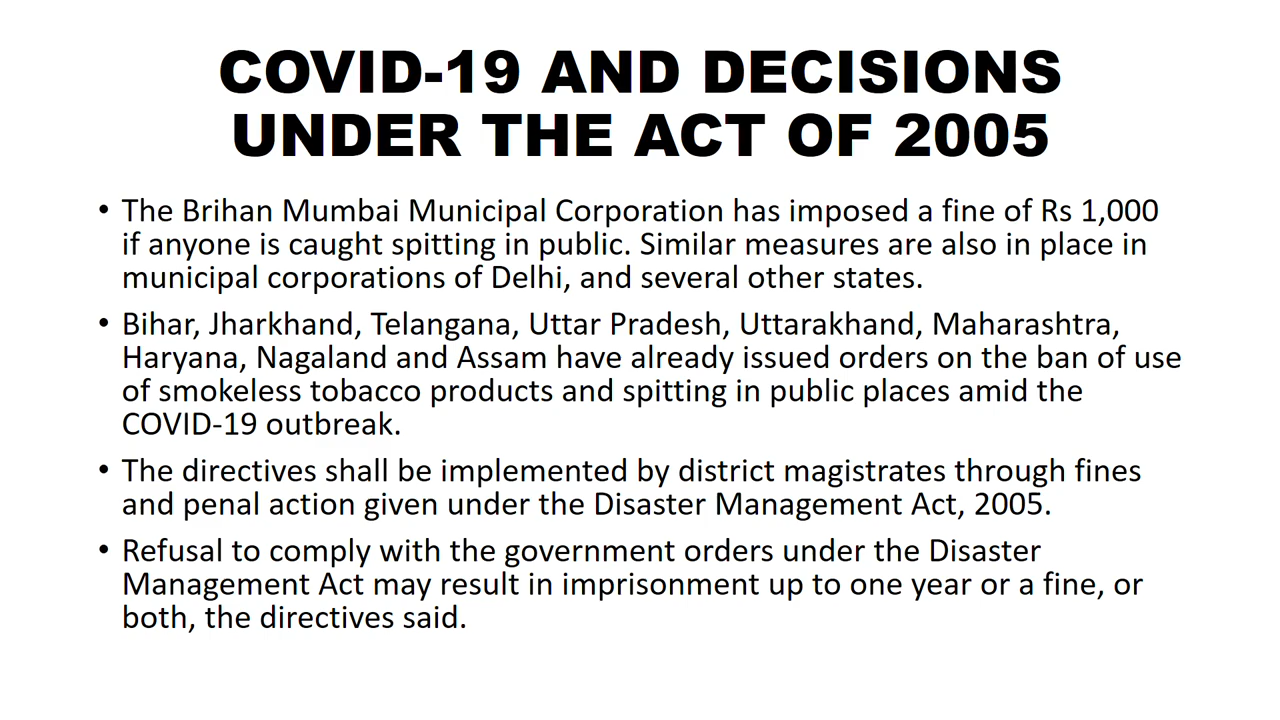 COVID-19 AND DECISIONS
UNDER THE ACT OF 2005
• The Brihan Mumbai Municipal Corporation has imposed a fine of Rs 1,000
if anyone is caught spitting in public. Similar measures are also in place in
municipal corporations of Delhi, and several other states.
• Bihar, Jharkhand, Telangana, Uttar Pradesh, Uttarakhand, Maharashtra,
Haryana, Nagaland and Assam have already issued orders on the ban of use
of smokeless tobacco products and spitting in public places amid the
COVID-19 outbreak.
• The directives shall be implemented by district magistrates through fines
and penal action given under the Disaster Management Act, 2005.
• Refusal to comply with the government orders under the Disaster
Management Act may result in imprisonment up to one year or a fine, or
both, the directives said.